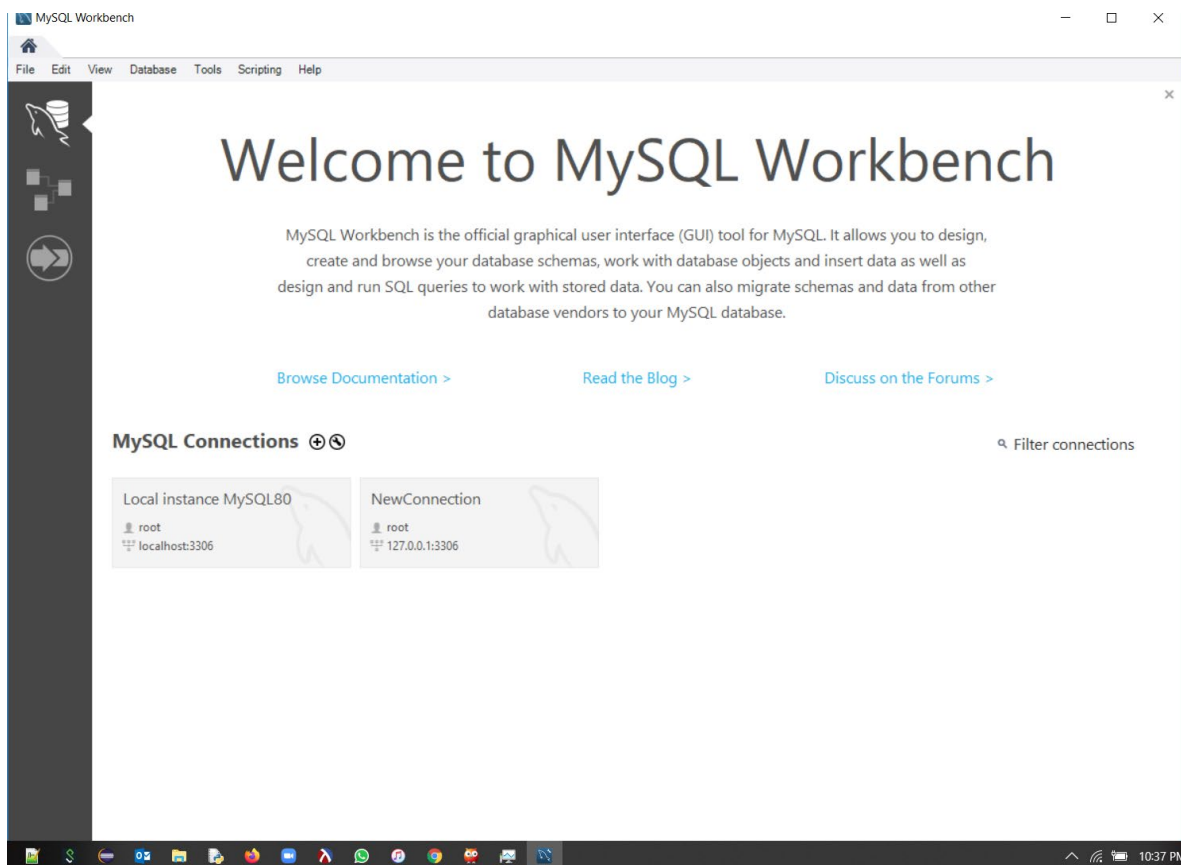 MySQL Workbench
File Edit View Database Tools Scripting Help
Welcome to MySQL Workbench
MySQL Workbench is the official graphical user interface (GUI) tool for MySQL. It allows you to design,
create and browse your database schemas, work with database objects and insert data as well as
design and run SQL queries to work with stored data. You can also migrate schemas and data from other
database vendors to your MySQL database.
Browse Documentation > Read the Blog > Discuss on the Forums >
MySQL Connections Filter connections
Local instance MySQL80
root
localhost:3306
NewConnection
root
127.0.0.1:3306
10:37 PM